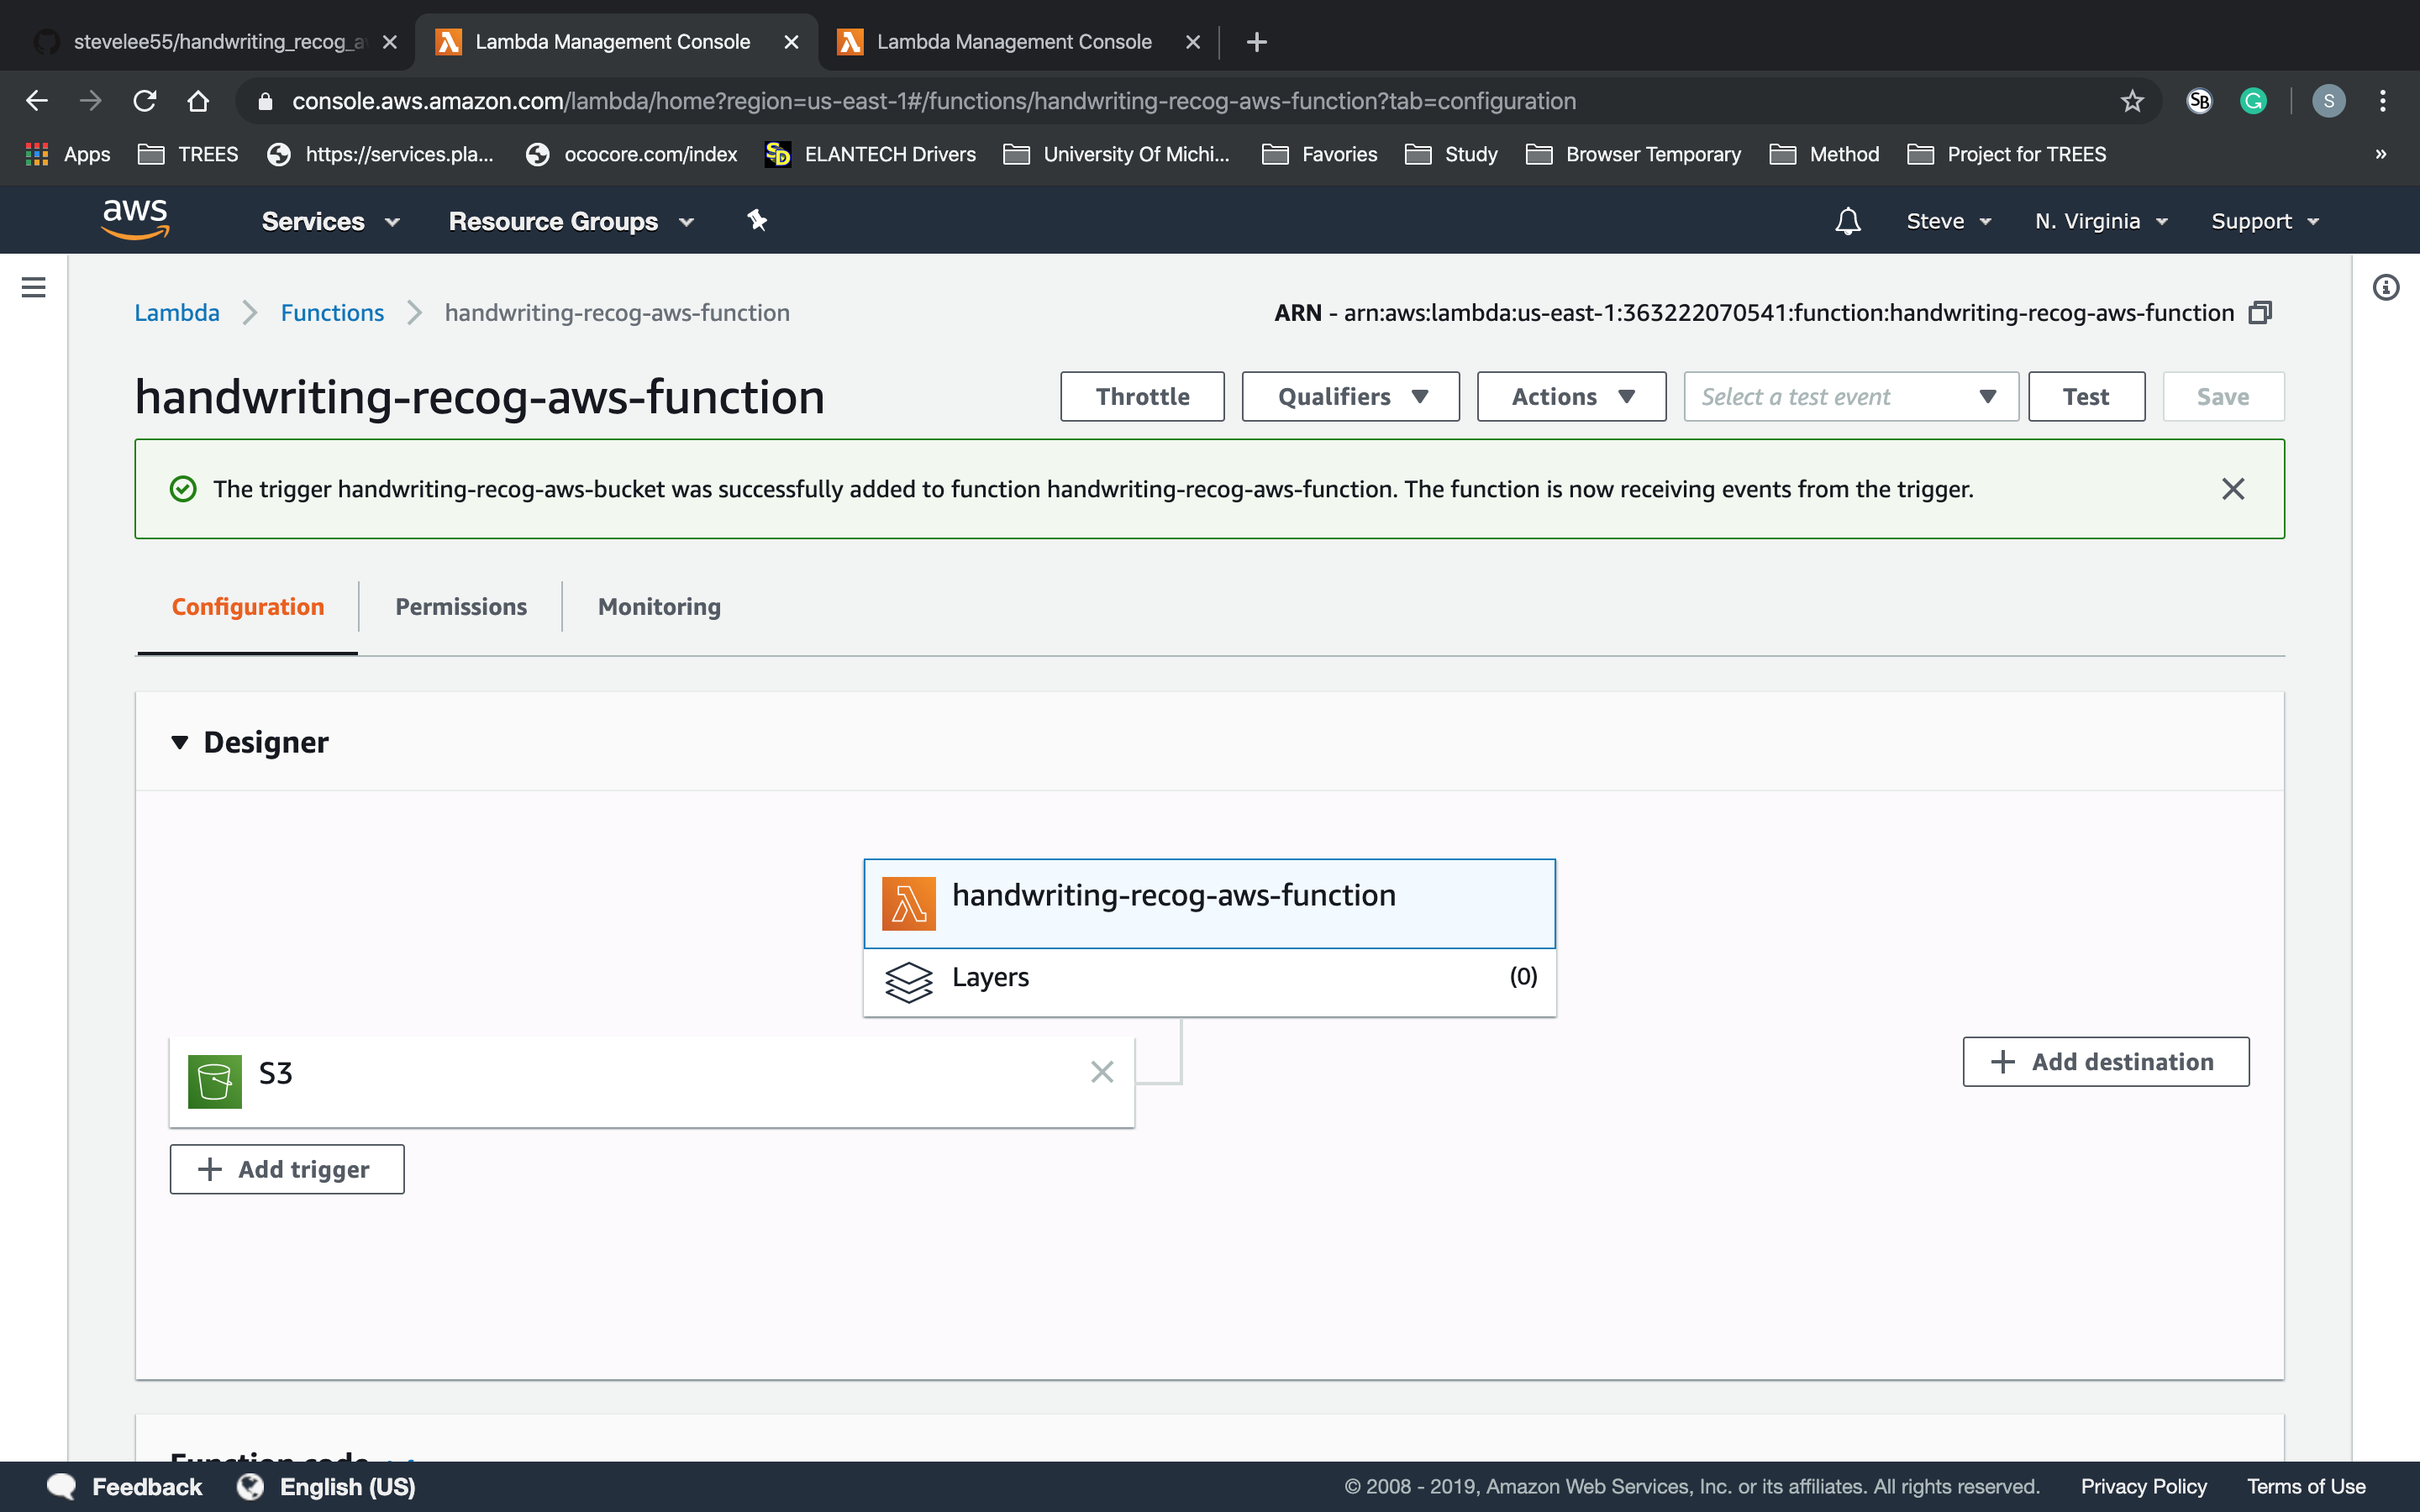 stevelee55/handwriting_recog_a
Lambda Management Console
Lambda Management Console
console.aws.amazon.com/lambda/home?region=us-east-1#/functions/handwriting-recog-aws-function?tab=configuration
SB
G
S
Apps
TREES
https://services.pla...
ococore.com/index
SD
ELANTECH Drivers
University Of Michi...
Favories
Study
Browser Temporary
Method
Project for TREES
»
aws
Services
Resource Groups
Steve
N. Virginia
Support
Lambda
Functions
handwriting-recog-aws-function
ARN - arn:aws:lambda:us-east-1:363222070541:function:handwriting-recog-aws-function
handwriting-recog-aws-function
Throttle
Qualifiers
Actions
Select a test event
Test
Save
The trigger handwriting-recog-aws-bucket was successfully added to function handwriting-recog-aws-function. The function is now receiving events from the trigger.
Configuration
Permissions
Monitoring
Designer
handwriting-recog-aws-function
Layers
(0)
S3
Add destination
Add trigger
Function code
Feedback
English (US)
© 2008 - 2019, Amazon Web Services, Inc. or its affiliates. All rights reserved.
Privacy Policy
Terms of Use